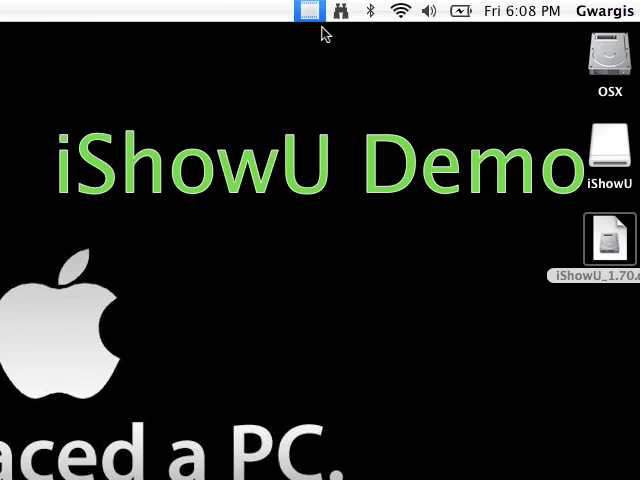 Fri 6:08 PM Gwargis
OSX
iShowU Demo
iShowU
iShowU_1.70.
aced a PC.